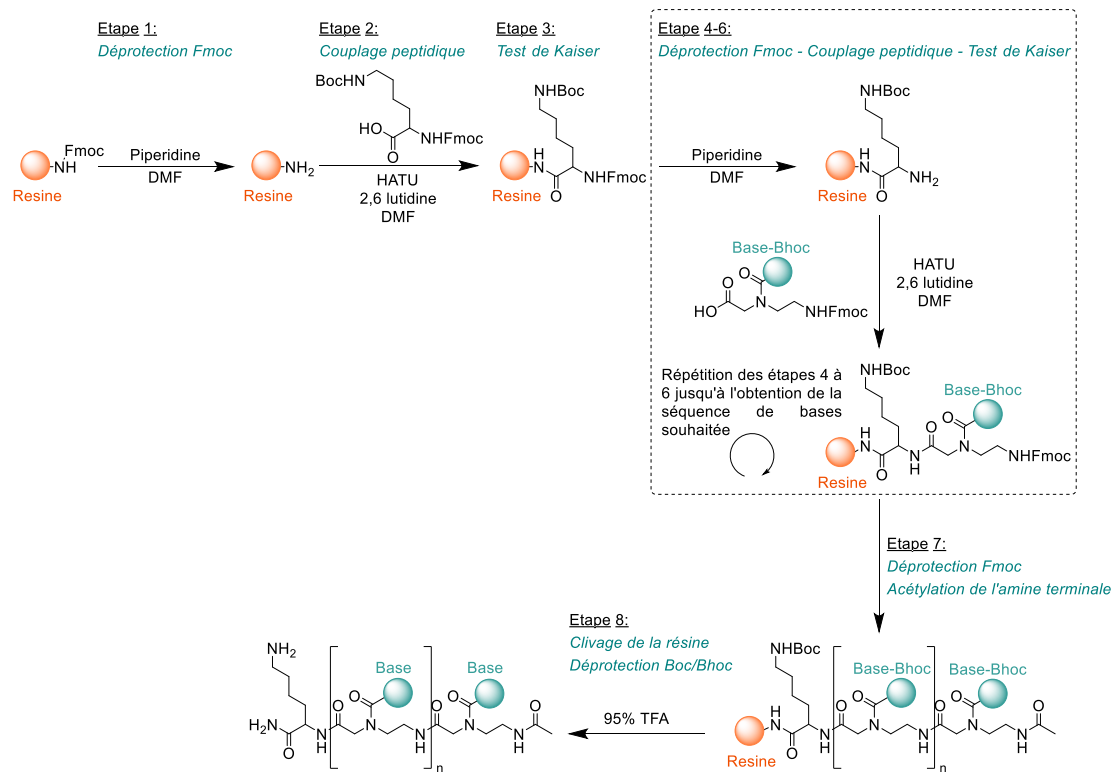 Etape 1:
Déprotection Fmoc
Etape 2:
Couplage peptidique
Etape 3:
Test de Kaiser
Etape 4-6:
Déprotection Fmoc - Couplage peptidique - Test de Kaiser
BocHN
HO
O
NHFmoc
Fmoc
NH
Resine
Piperidine
DMF
NH2
Resine
HATU
2,6 lutidine
DMF
NHBoc
H
N
O
NHFmoc
Resine
Piperidine
DMF
NHBoc
H
N
O
NH2
Resine
Base-Bhoc
O
O
HO
N
NHFmoc
HATU
2,6 lutidine
DMF
Répétition des étapes 4 à
6 jusqu'à l'obtention de la
séquence de bases
souhaitée
NHBoc
Base-Bhoc
H
N
O
N
H
O
O
N
NHFmoc
Resine
Etape 7:
Déprotection Fmoc
Acétylation de l'amine terminale
Etape 8:
Clivage de la résine
Déprotection Boc/Bhoc
95% TFA
NH2
Base
Base
H2N
O
N
H
O
O
N
N
H
O
O
N
N
H
O
n
NHBoc
Base-Bhoc
Base-Bhoc
H
N
O
N
H
O
O
N
N
H
O
O
N
N
H
O
Resine
n